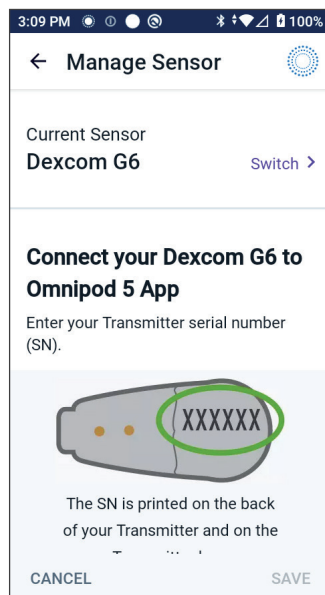 3:09 PM 100%
Manage Sensor
Current Sensor
Dexcom G6 Switch >
Connect your Dexcom G6 to
Omnipod 5 App
Enter your Transmitter serial number
(SN).
XXXXXX
The SN is printed on the back
of your Transmitter and on the
CANCEL SAVE